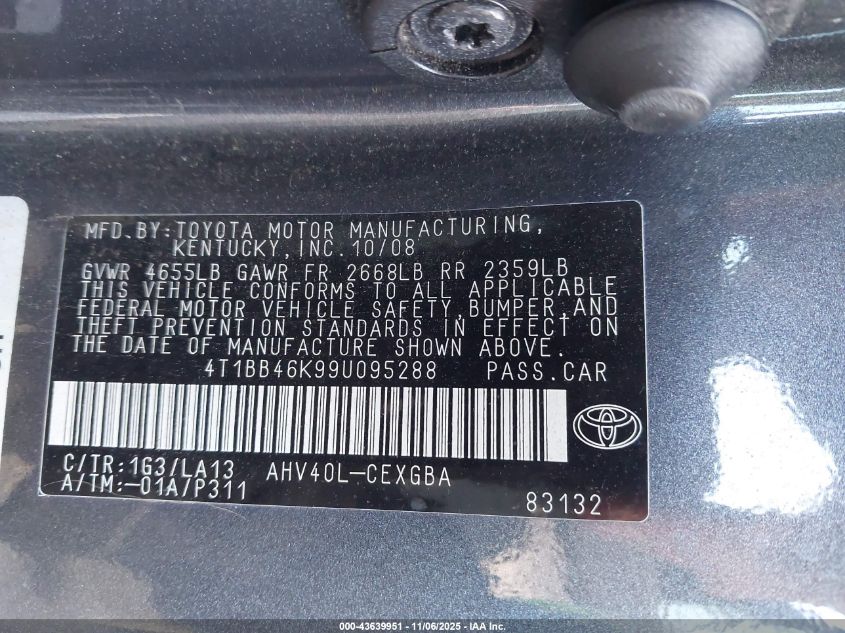 MFD.BY:TOYOTA MOTOR MANUFACTURING,
KENTUCKY,INC.10/08
GVWR 4655LB GAWR FR 2668LB RR 2359LB
THIS VEHICLE CONFORMS TO ALL APPLICABLE
FEDERAL MOTOR VEHICLE SAFETY,BUMPER,AND
THEFT PREVENTION STANDARDS IN EFFECT ON
THE DATE OF MANUFACTURE SHOWN ABOVE.
4T1BB46K99U095288 PASS.CAR
C/TR:1G3/LA13 AHV40L-CEXGBA
A/TM:-01A/P311 83132
000-43639951 - 11/06/2025 - IAA Inc.